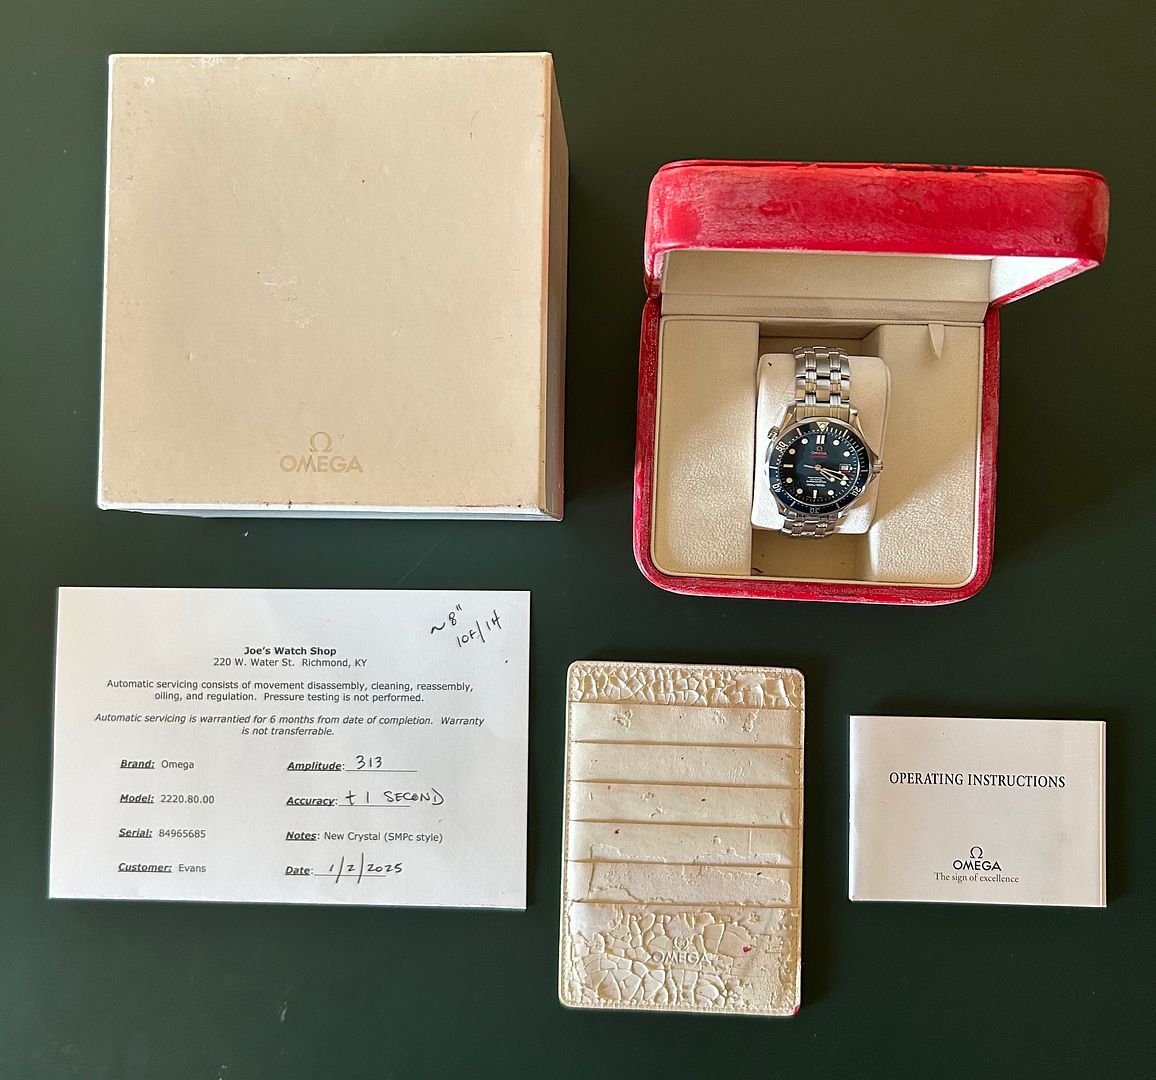 Ω
OMEGA
Ω
OMEGA
~8"
10F/1H
Joe's Watch Shop
220 W. Water St. Richmond, KY
Automatic servicing consists of movement disassembly, cleaning, reassembly,
oiling, and regulation. Pressure testing is not performed.
Automatic servicing is warrantied for 6 months from date of completion. Warranty
is not transferrable.
Brand: Omega
Amplitude: 313
Model: 2220.80.00
Accuracy: +1 SECOND
Serial: 84965685
Notes: New Crystal (SMPc style)
Customer: Evans
Date: 1/2/2025
Ω
OMEGA
OPERATING INSTRUCTIONS
Ω
OMEGA
The sign of excellence